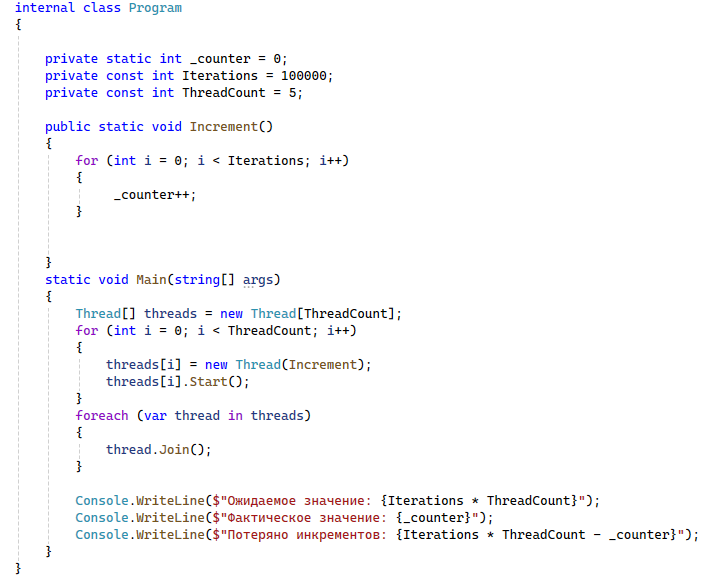 internal class Program
{
private static int _counter = 0;
private const int Iterations = 100000;
private const int ThreadCount = 5;
public static void Increment()
{
for (int i = 0; i < Iterations; i++)
{
_counter++;
}
}
static void Main(string[] args)
{
Thread[] threads = new Thread[ThreadCount];
for (int i = 0; i < ThreadCount; i++)
{
threads[i] = new Thread(Increment);
threads[i].Start();
}
foreach (var thread in threads)
{
thread.Join();
}
Console.WriteLine($"Ожидаемое значение: {Iterations * ThreadCount}");
Console.WriteLine($"Фактическое значение: {_counter}");
Console.WriteLine($"Потеряно инкрементов: {Iterations * ThreadCount - _counter}");
}
}